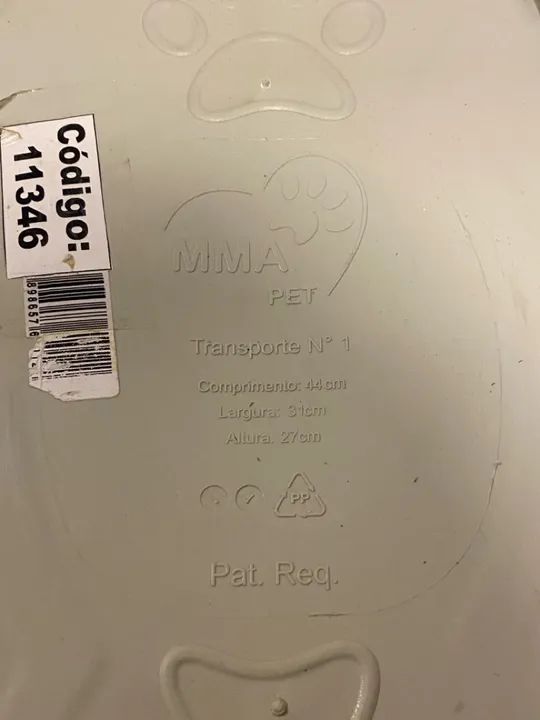 Código:
11346
MMA
PET
Transporte N° 1
Comprimento: 44cm
Largura: 31cm
Altura: 27cm
PP
Pat. Req.